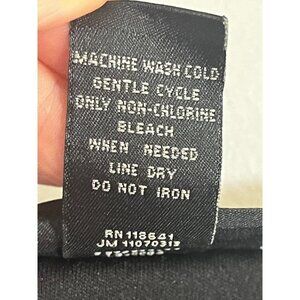 MACHINE WASH COLD
GENTLE CYCLE
ONLY NON-CHLORINE
BLEACH
WHEN NEEDED
LINE DRY
DO NOT IRON
RN 118641
JM 11070313